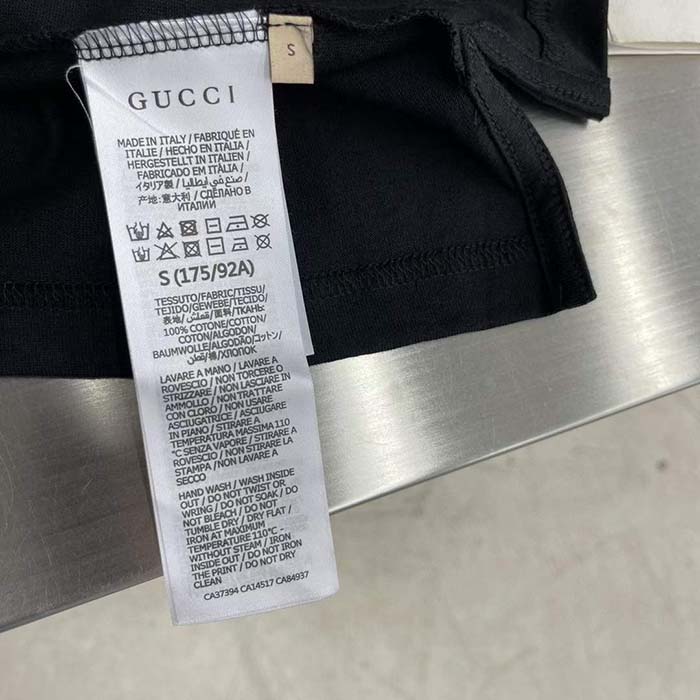 S
GUCCI
MADE IN ITALY / FABRIQUÉ EN
ITALIE / HECHO EN ITALIA /
HERGESTELLT IN ITALIEN /
FABRICADO EM ITÁLIA /
イタリア製 / صنع في ايطاليا /
产地: 意大利 / СДЕЛАНО В
ИТАЛИИ
S (175/92A)
TESSUTO/FABRIC/TISSU/
TEJIDO/GEWEBE/TECIDO/
表地/قماش/面料/ТКАНЬ:
100% COTONE/COTTON/
COTON/ALGODON/
BAUMWOLLE/ALGODÃO/コットン/
قطن/棉/ХЛОПОК
LAVARE A MANO / LAVARE A
ROVESCIO / NON TORCERE O
STRIZZARE / NON LASCIARE IN
AMMOLLO / NON TRATTARE
CON CLORO / NON USARE
ASCIUGATRICE / ASCIUGARE
IN PIANO / STIRARE A
TEMPERATURA MASSIMA 110
°C SENZA VAPORE / STIRARE A
ROVESCIO / NON STIRARE LA
STAMPA / NON LAVARE A
SECCO
HAND WASH / WASH INSIDE
OUT / DO NOT TWIST OR
WRING / DO NOT SOAK / DO
NOT BLEACH / DO NOT
TUMBLE DRY / DRY FLAT /
IRON AT MAXIMUM
TEMPERATURE 110°C -
WITHOUT STEAM / IRON
INSIDE OUT / DO NOT IRON
THE PRINT / DO NOT DRY
CLEAN
CA37394 CA14517 CA84937